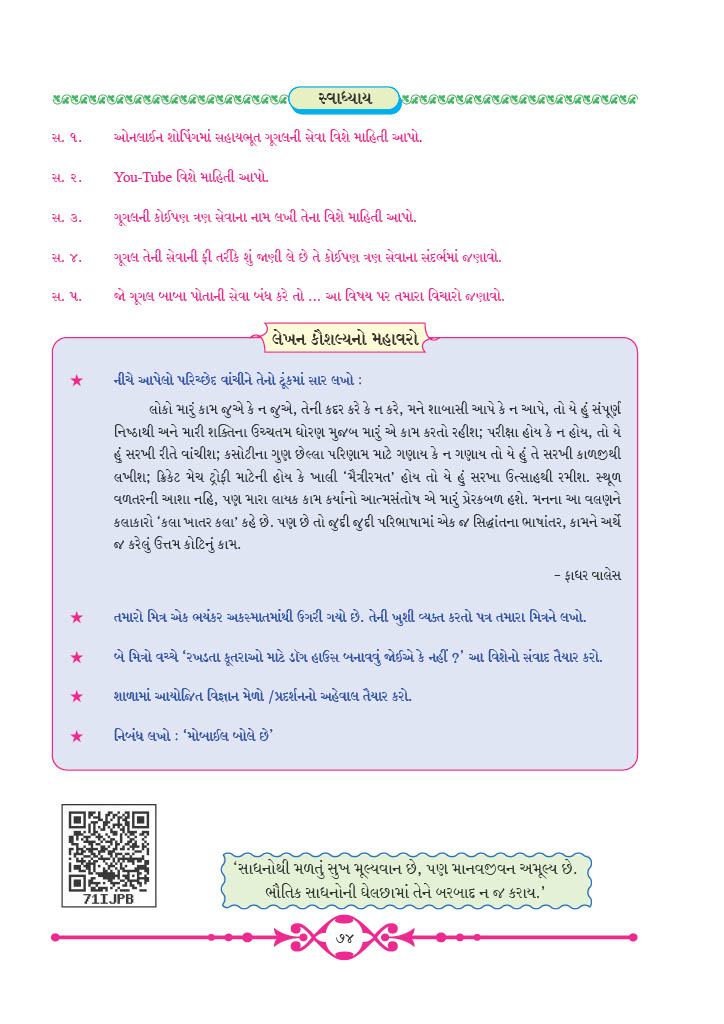 સ્વાધ્યાય
સ. ૧. ઓનલાઈન શોપિંગમાં સહાયભૂત ગૂગલની સેવા વિશે માહિતી આપો.
સ. ૨. You-Tube વિશે માહિતી આપો.
સ. ૩. ગૂગલની કોઈપણ ત્રણ સેવાના નામ લખી તેના વિશે માહિતી આપો.
સ. ૪. ગૂગલ તેની સેવાની ફી તરીકે શું જાણી લે છે તે કોઈપણ ત્રણ સેવાના સંદર્ભમાં જણાવો.
સ. ૫. જો ગૂગલ બાબા પોતાની સેવા બંધ કરે તો ... આ વિષય પર તમારા વિચારો જણાવો.
લેખન કૌશલ્યનો મહાવરો
★ નીચે આપેલો પરિચ્છેદ વાંચીને તેનો ટૂંકમાં સાર લખો :
લોકો મારું કામ જુએ કે ન જુએ, તેની કદર કરે કે ન કરે, મને શાબાસી આપે કે ન આપે, તો યે હું સંપૂર્ણ
નિષ્ઠાથી અને મારી શક્તિના ઉચ્ચતમ ધોરણ મુજબ મારું એ કામ કરતો રહીશ; પરીક્ષા હોય કે ન હોય, તો યે
હું સરખી રીતે વાંચીશ; કસોટીના ગુણ છેલ્લા પરિણામ માટે ગણાય કે ન ગણાય તો યે હું તે સરખી કાળજીથી
લખીશ; ક્રિકેટ મેચ ટ્રોફી માટેની હોય કે ખાલી ‘મૈત્રીરમત’ હોય તો યે હું સરખા ઉત્સાહથી રમીશ. સ્થૂળ
વળતરની આશા નહિ, પણ મારા લાયક કામ કર્યાનો આત્મસંતોષ એ મારું પ્રેરકબળ હશે. મનના આ વલણને
કલાકારો ‘કલા ખાતર કલા’ કહે છે. પણ છે તો જુદી જુદી પરિભાષામાં એક જ સિદ્ધાંતના ભાષાંતર, કામને અર્થે
જ કરેલું ઉત્તમ કોટિનું કામ.
– ફાધર વાલેસ
★ તમારો મિત્ર એક ભયંકર અકસ્માતમાંથી ઉગરી ગયો છે. તેની ખુશી વ્યક્ત કરતો પત્ર તમારા મિત્રને લખો.
★ બે મિત્રો વચ્ચે ‘રખડતા કૂતરાઓ માટે ડૉગ હાઉસ બનાવવું જોઈએ કે નહીં ?’ આ વિશેનો સંવાદ તૈયાર કરો.
★ શાળામાં આયોજિત વિજ્ઞાન મેળો /પ્રદર્શનનો અહેવાલ તૈયાર કરો.
★ નિબંધ લખો : ‘મોબાઈલ બોલે છે’
71IJPB
‘સાધનોથી મળતું સુખ મૂલ્યવાન છે, પણ માનવજીવન અમૂલ્ય છે.
ભૌતિક સાધનોની ઘેલછામાં તેને બરબાદ ન જ કરાય.’
૭૪